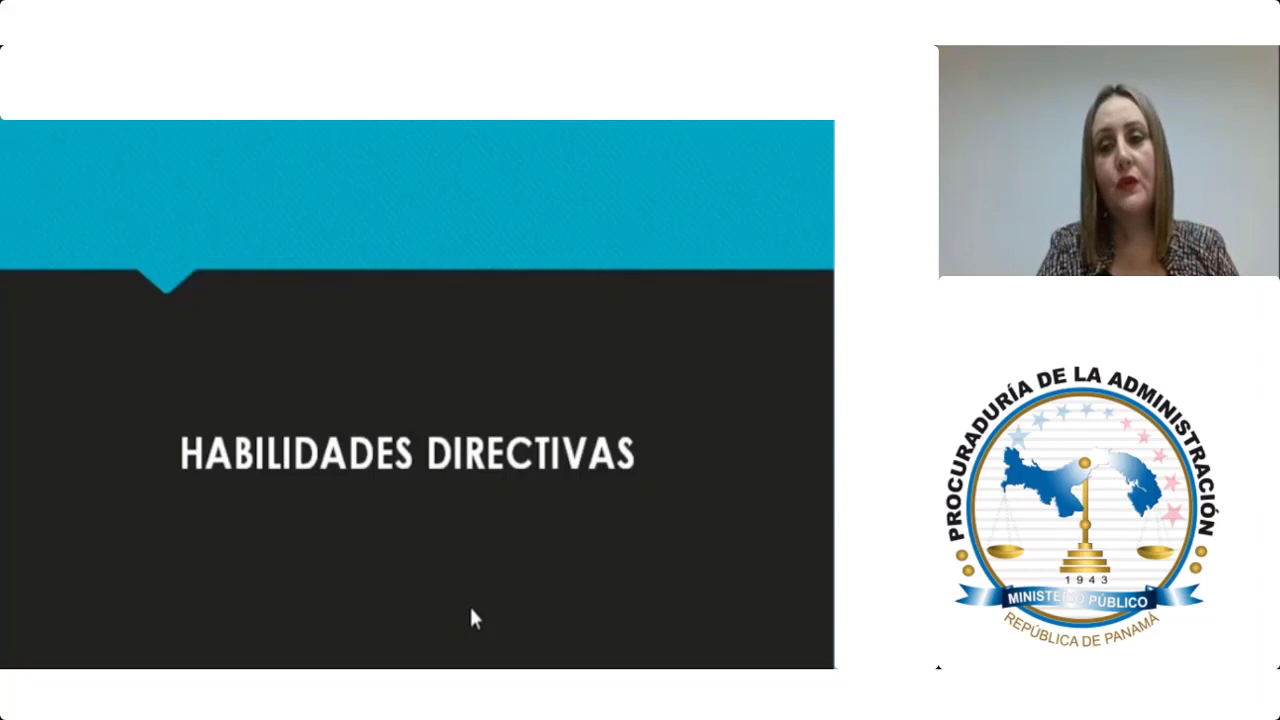 HABILIDADES DIRECTIVAS
PROCURADURÍA DE LA ADMINISTRACIÓN
1943
MINISTERIO PÚBLICO
REPÚBLICA DE PANAMÁ